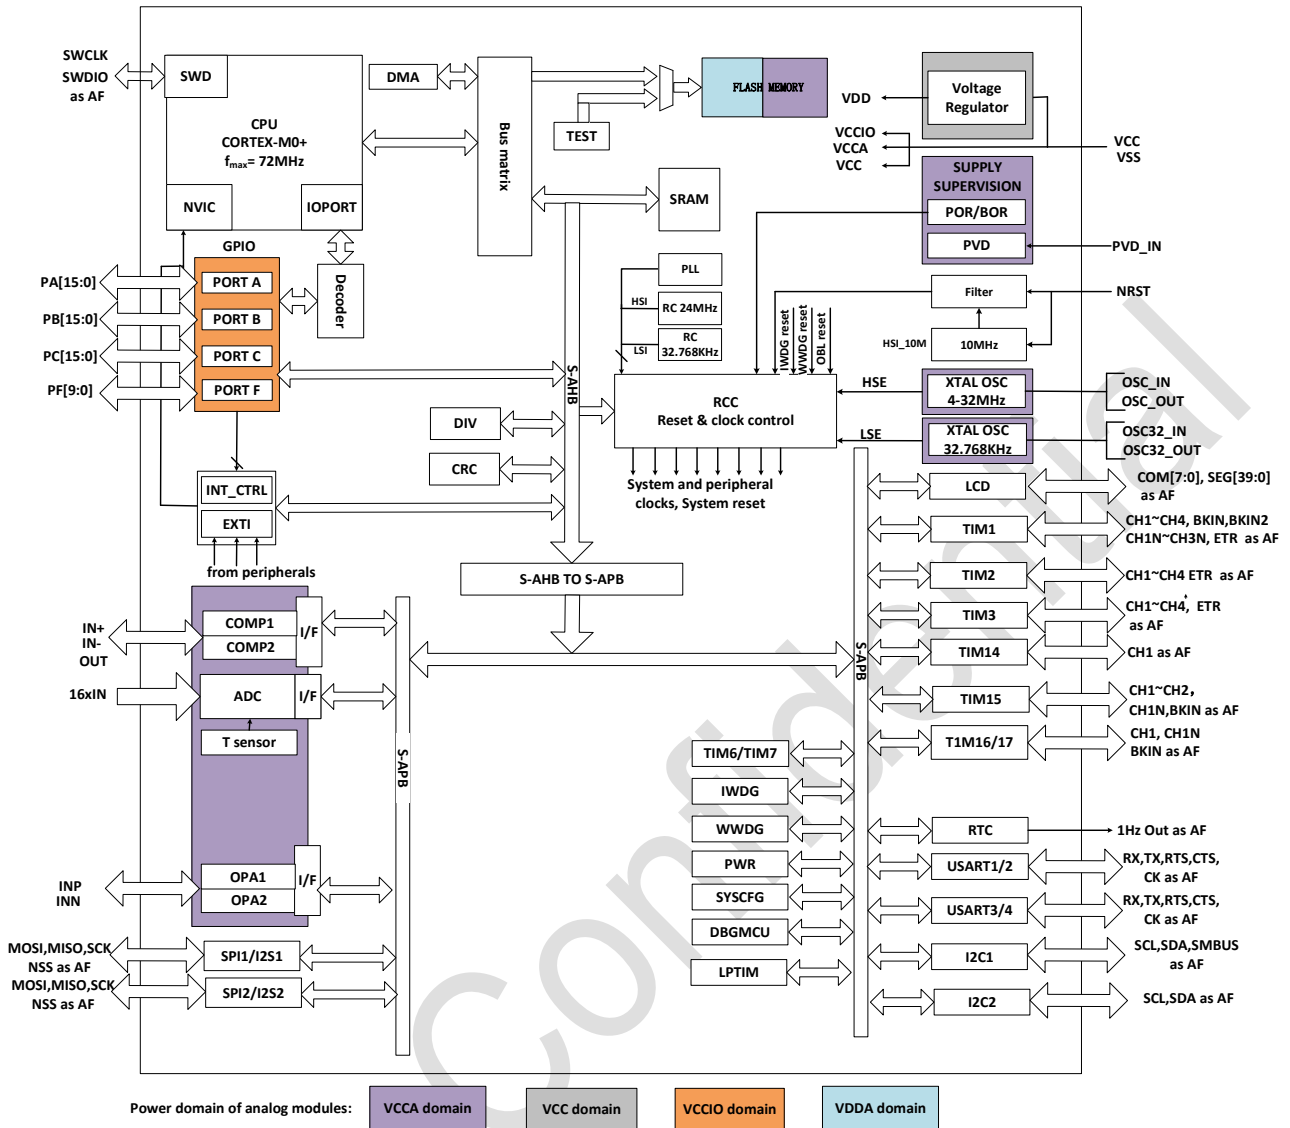 SWCLK
SWDIO
as AF
SWD
CPU
CORTEX-M0+
fmax= 72MHz
NVIC
IOPORT
DMA
Bus matrix
TEST
FLASH MEMORY
Voltage
Regulator
VDD
VCCIO
VCCA
VCC
VCC
VSS
SUPPLY
SUPERVISION
POR/BOR
PVD
PVD_IN
SRAM
GPIO
PORT A
PORT B
PORT C
PORT F
PA[15:0]
PB[15:0]
PC[15:0]
PF[9:0]
Decoder
PLL
HSI
RC 24MHz
LSI
RC
32.768KHz
IWDG reset
WWDG reset
OBL reset
Filter
NRST
HSI_10M
10MHz
S-AHB
RCC
Reset & clock control
HSE
XTAL OSC
4-32MHz
OSC_IN
OSC_OUT
LSE
XTAL OSC
32.768KHz
OSC32_IN
OSC32_OUT
DIV
CRC
System and peripheral
clocks, System reset
INT_CTRL
EXTI
from peripherals
S-AHB TO S-APB
LCD
COM[7:0], SEG[39:0]
as AF
TIM1
CH1~CH4, BKIN,BKIN2
CH1N~CH3N, ETR as AF
TIM2
CH1~CH4 ETR as AF
TIM3
CH1~CH4, ETR
as AF
TIM14
CH1 as AF
TIM15
CH1~CH2,
CH1N,BKIN as AF
T1M16/17
CH1, CH1N
BKIN as AF
IN+
IN-
OUT
COMP1
COMP2
I/F
16xIN
ADC
I/F
T sensor
S-APB
S-APB
TIM6/TIM7
IWDG
WWDG
PWR
SYSCFG
DBGMCU
LPTIM
RTC
1Hz Out as AF
USART1/2
RX,TX,RTS,CTS,
CK as AF
USART3/4
RX,TX,RTS,CTS,
CK as AF
I2C1
SCL,SDA,SMBUS
as AF
I2C2
SCL,SDA as AF
INP
INN
OPA1
OPA2
I/F
MOSI,MISO,SCK
NSS as AF
SPI1/I2S1
MOSI,MISO,SCK
NSS as AF
SPI2/I2S2
Confidential
Power domain of analog modules:
VCCA domain
VCC domain
VCCIO domain
VDDA domain